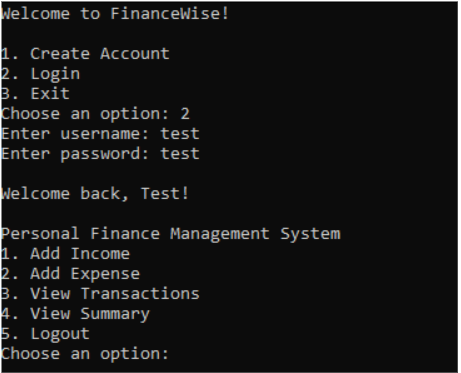 Welcome to FinanceWise!
1. Create Account
2. Login
3. Exit
Choose an option: 2
Enter username: test
Enter password: test
Welcome back, Test!
Personal Finance Management System
1. Add Income
2. Add Expense
3. View Transactions
4. View Summary
5. Logout
Choose an option: